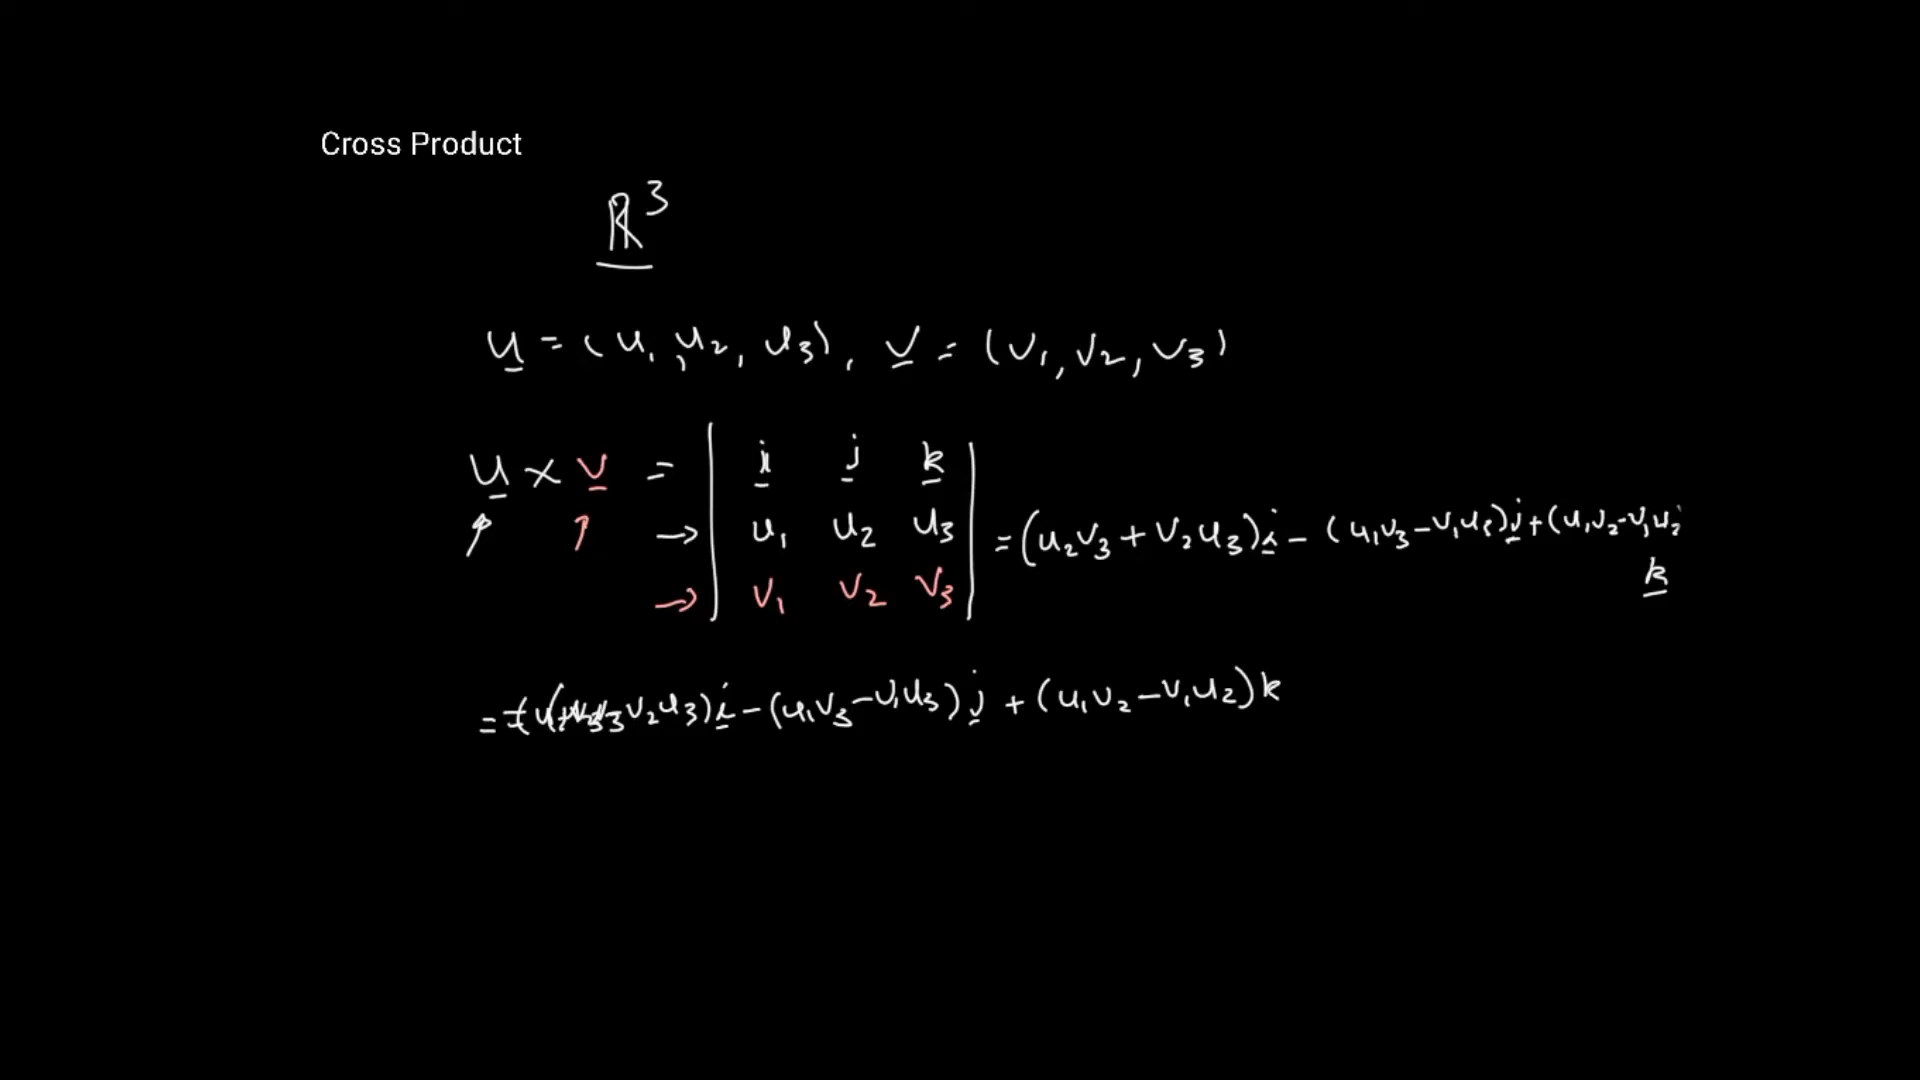 Cross Product
ℝ³
u = (u₁, u₂, u₃), v = (v₁, v₂, v₃)
u × v = | i j k |
→ | u₁ u₂ u₃ | = (u₂v₃ + v₂u₃)i − (u₁v₃ − v₁u₃)j + (u₁v₂ − v₁u₂
→ | v₁ v₂ v₃ | k
= v₂u₃)i − (u₁v₃ − v₁u₃)j + (u₁v₂ − v₁u₂)k